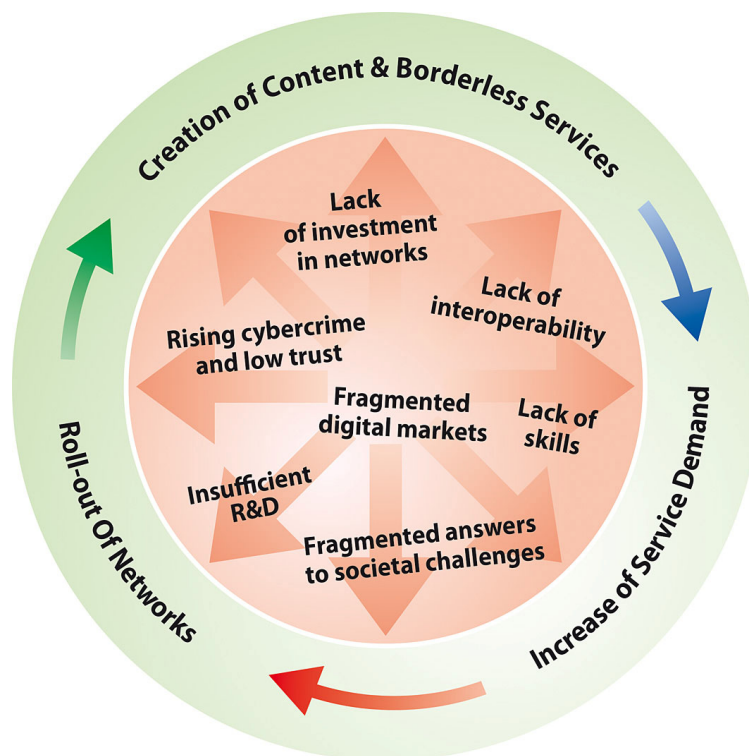 Creation of Content & Borderless Services
Lack
of investment
in networks
Lack of
interoperability
Rising cybercrime
and low trust
Fragmented
digital markets
Lack of
skills
Insufficient
R&D
Fragmented answers
to societal challenges
Increase of Service Demand
Roll-out Of Networks